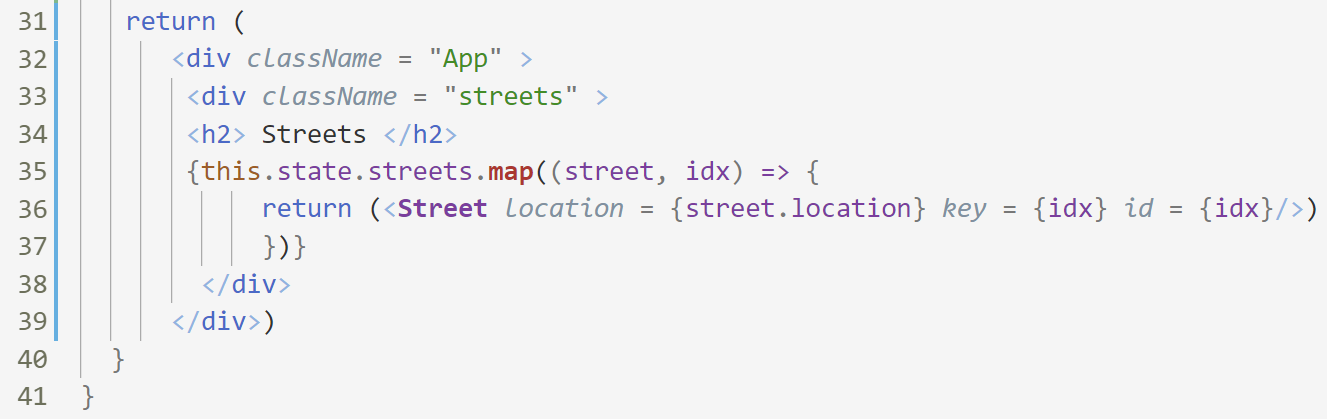 31 return (
32 <div className = "App" >
33 <div className = "streets" >
34 <h2> Streets </h2>
35 {this.state.streets.map((street, idx) => {
36 return (<Street location = {street.location} key = {idx} id = {idx}/>)
37 })}
38 </div>
39 </div>)
40 }
41 }